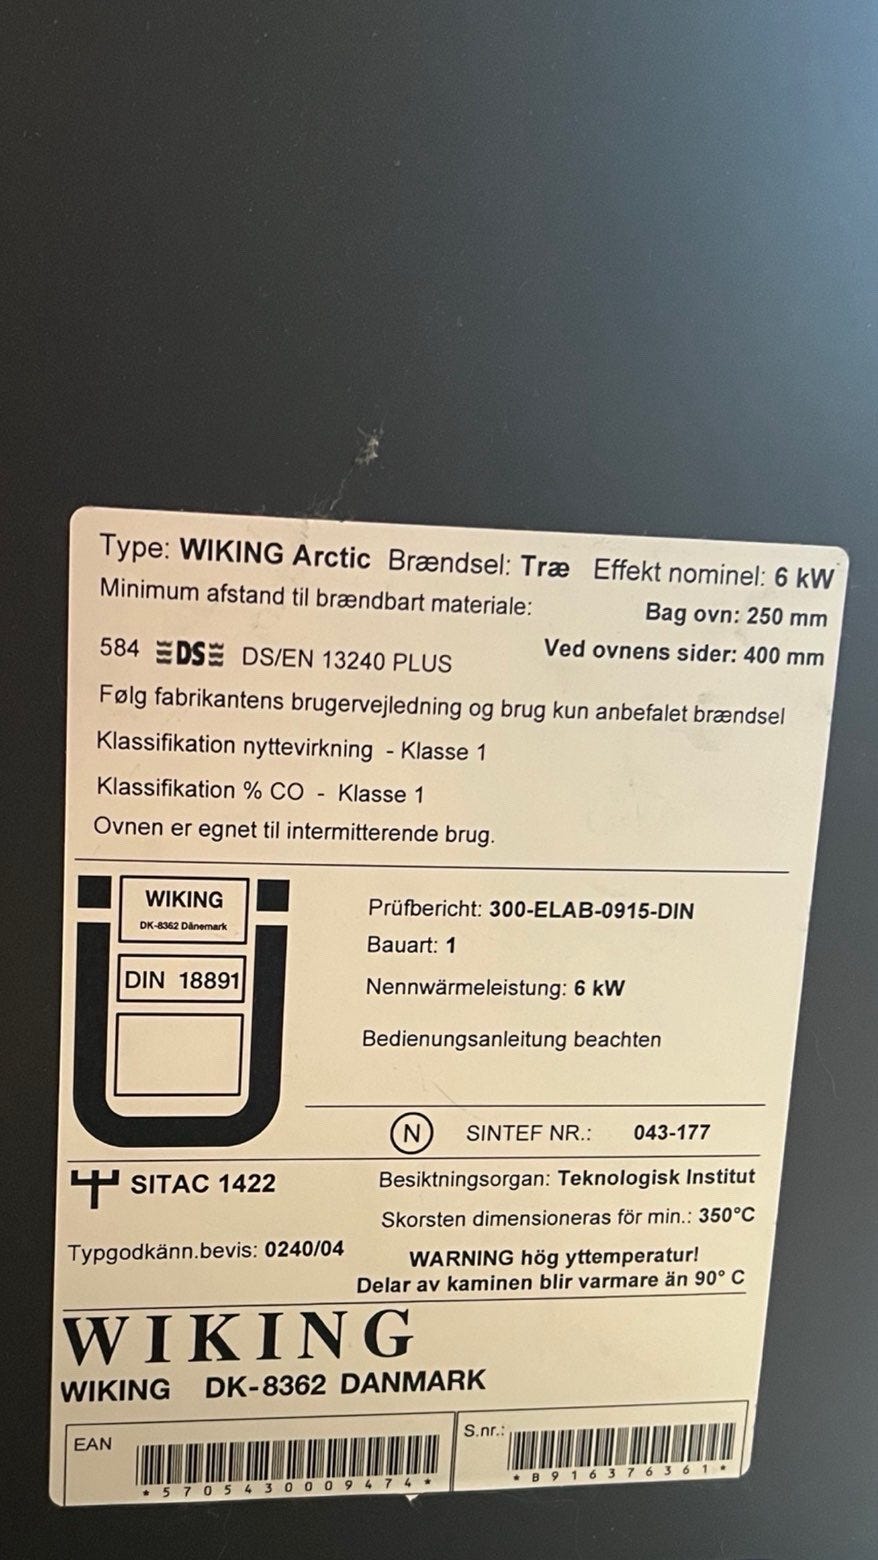 Type: WIKING Arctic Brændsel: Træ Effekt nominel: 6 kW
Minimum afstand til brændbart materiale: Bag ovn: 250 mm
584 DS DS/EN 13240 PLUS Ved ovnens sider: 400 mm
Følg fabrikantens brugervejledning og brug kun anbefalet brændsel
Klassifikation nyttevirkning - Klasse 1
Klassifikation % CO - Klasse 1
Ovnen er egnet til intermitterende brug.
WIKING
DK-8362 Dänemark
DIN 18891
Prüfbericht: 300-ELAB-0915-DIN
Bauart: 1
Nennwärmeleistung: 6 kW
Bedienungsanleitung beachten
N SINTEF NR.: 043-177
SITAC 1422
Typgodkänn.bevis: 0240/04
Besiktningsorgan: Teknologisk Institut
Skorsten dimensioneras för min.: 350°C
WARNING hög yttemperatur!
Delar av kaminen blir varmare än 90° C
WIKING
WIKING DK-8362 DANMARK
EAN
*5705430009474*
S.nr.:
*B916376361*